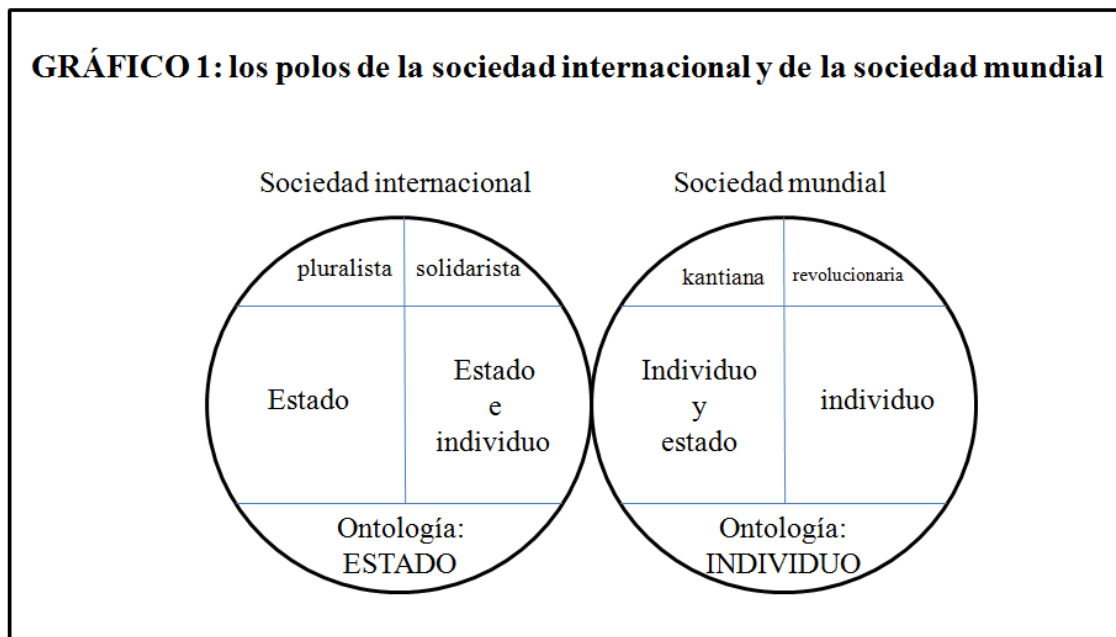 GRÁFICO 1: los polos de la sociedad internacional y de la sociedad mundial
Sociedad internacional
Sociedad mundial
pluralista
solidarista
kantiana
revolucionaria
Estado
Estado
e
individuo
Individuo
y
estado
individuo
Ontología:
ESTADO
Ontología:
INDIVIDUO